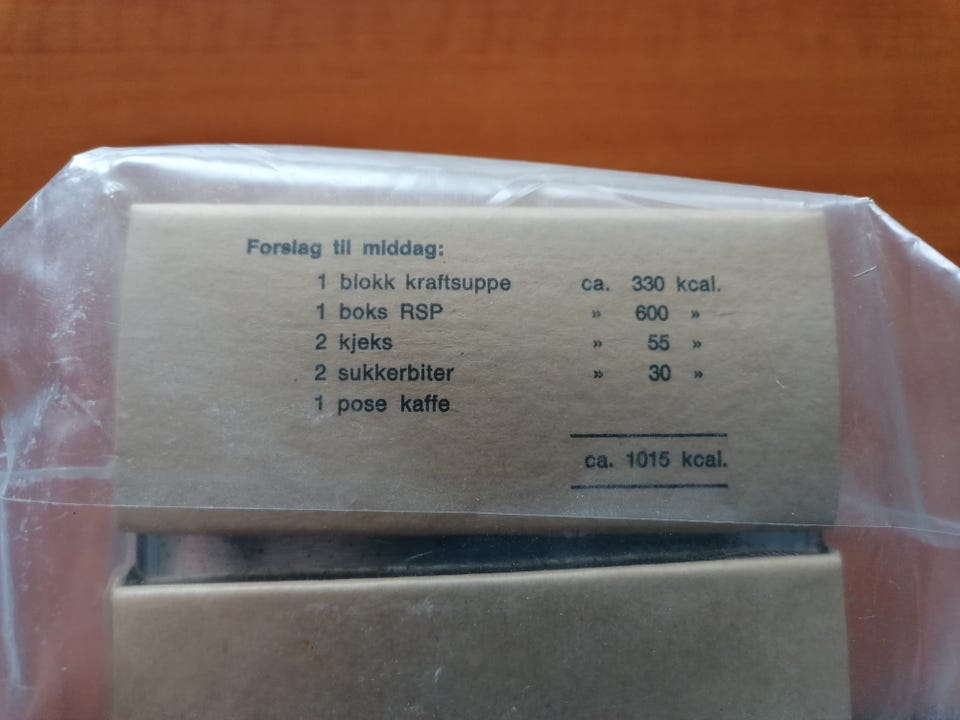 Forslag til middag:
1 blokk kraftsuppe ca. 330 kcal.
1 boks RSP » 600 »
2 kjeks » 55 »
2 sukkerbiter » 30 »
1 pose kaffe
ca. 1015 kcal.